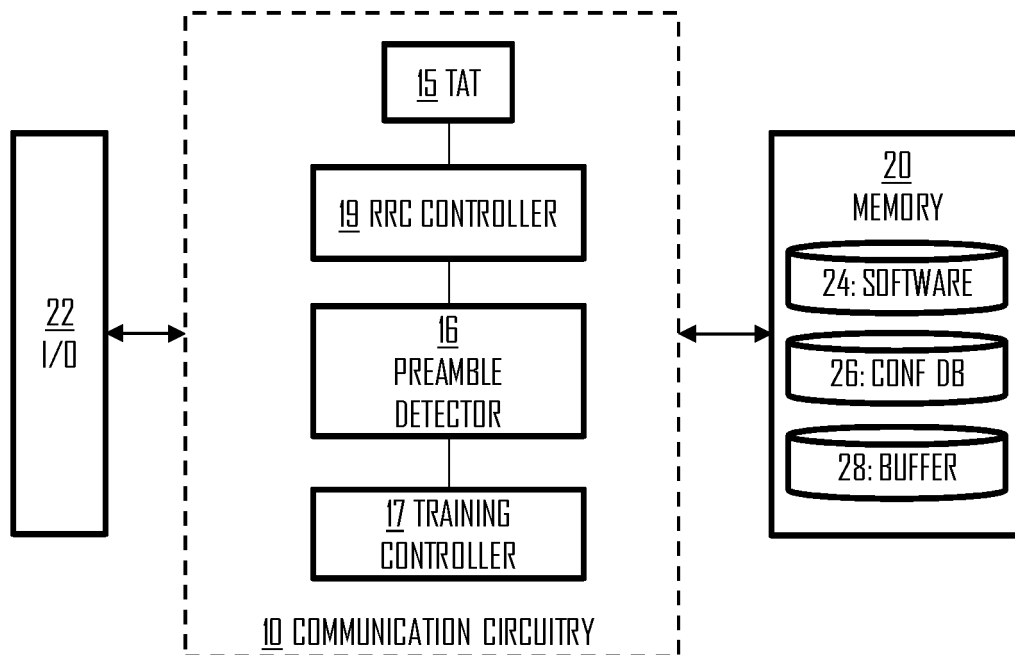 15 TAT
19 RRC CONTROLLER
16
PREAMBLE
DETECTOR
17 TRAINING
CONTROLLER
10 COMMUNICATION CIRCUITRY
22
I/O
20
MEMORY
24: SOFTWARE
26: CONF DB
28: BUFFER